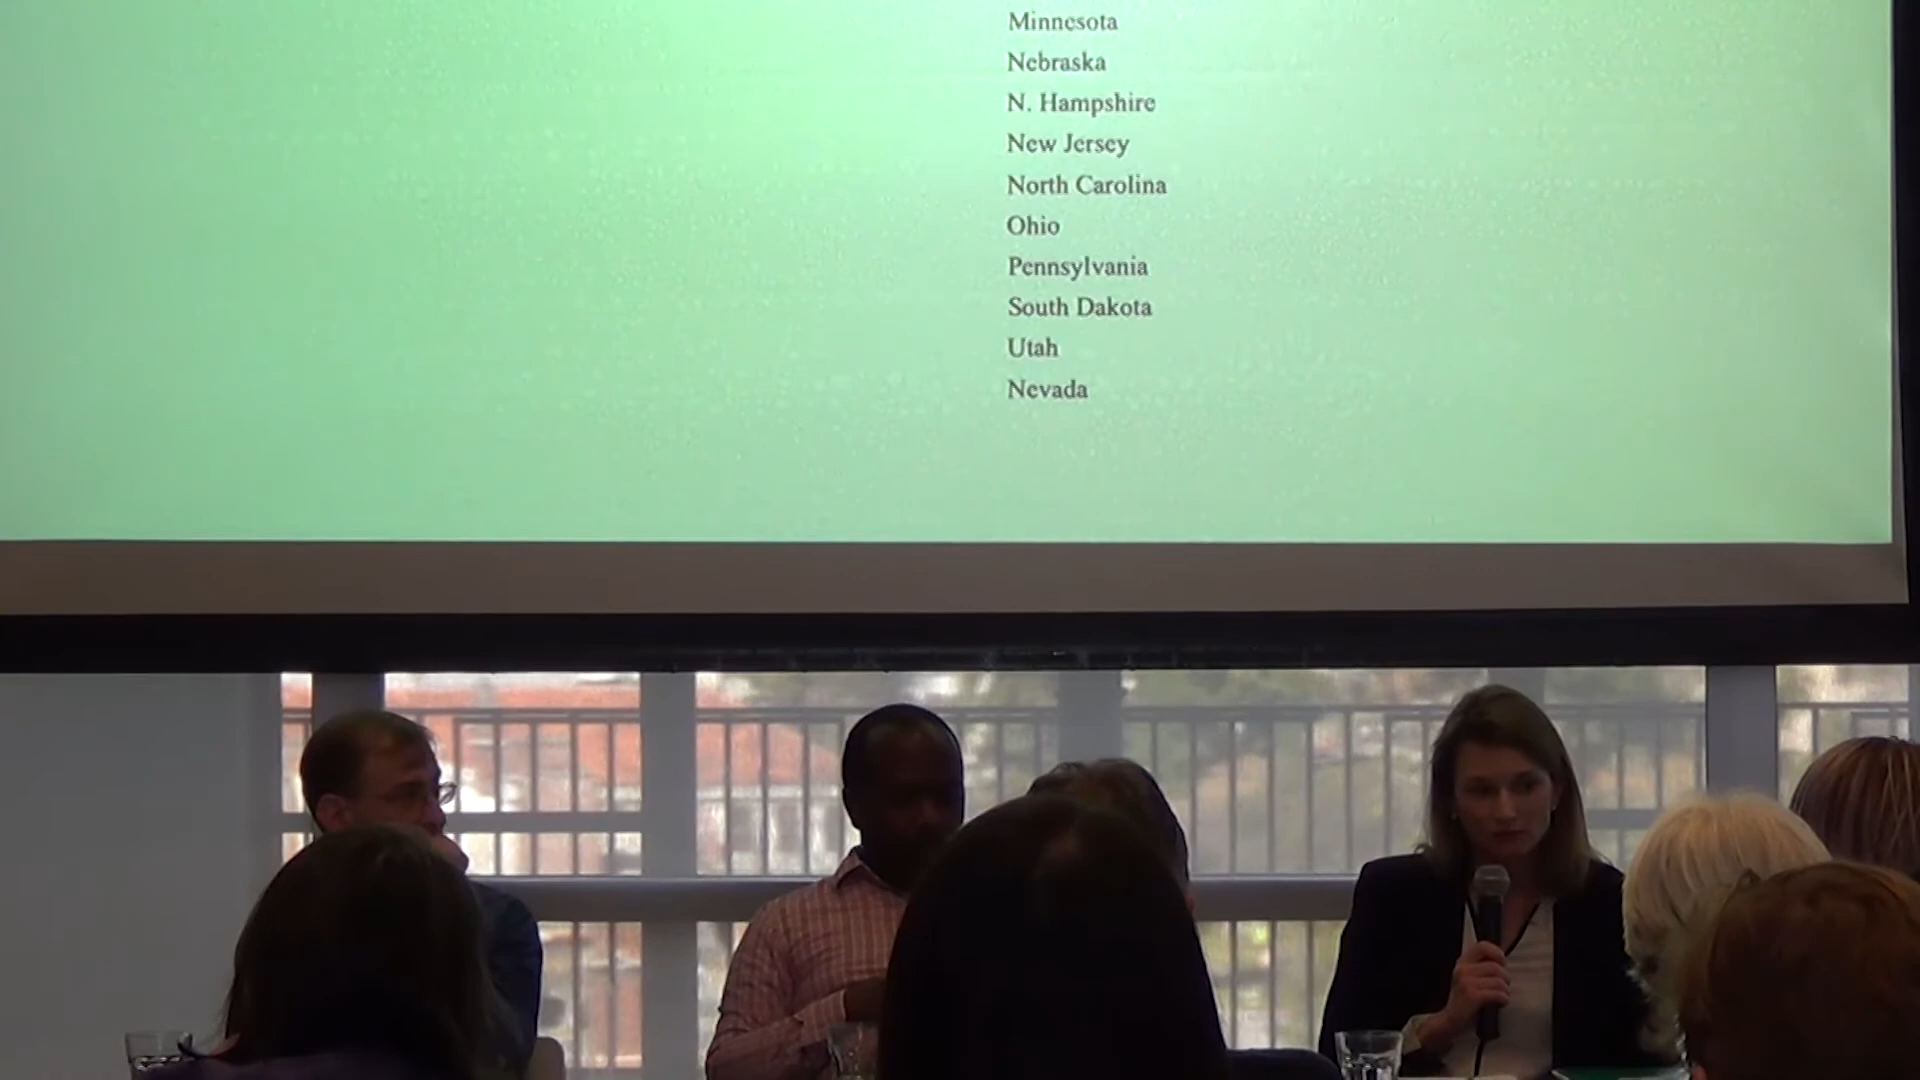 Minnesota
Nebraska
N. Hampshire
New Jersey
North Carolina
Ohio
Pennsylvania
South Dakota
Utah
Nevada